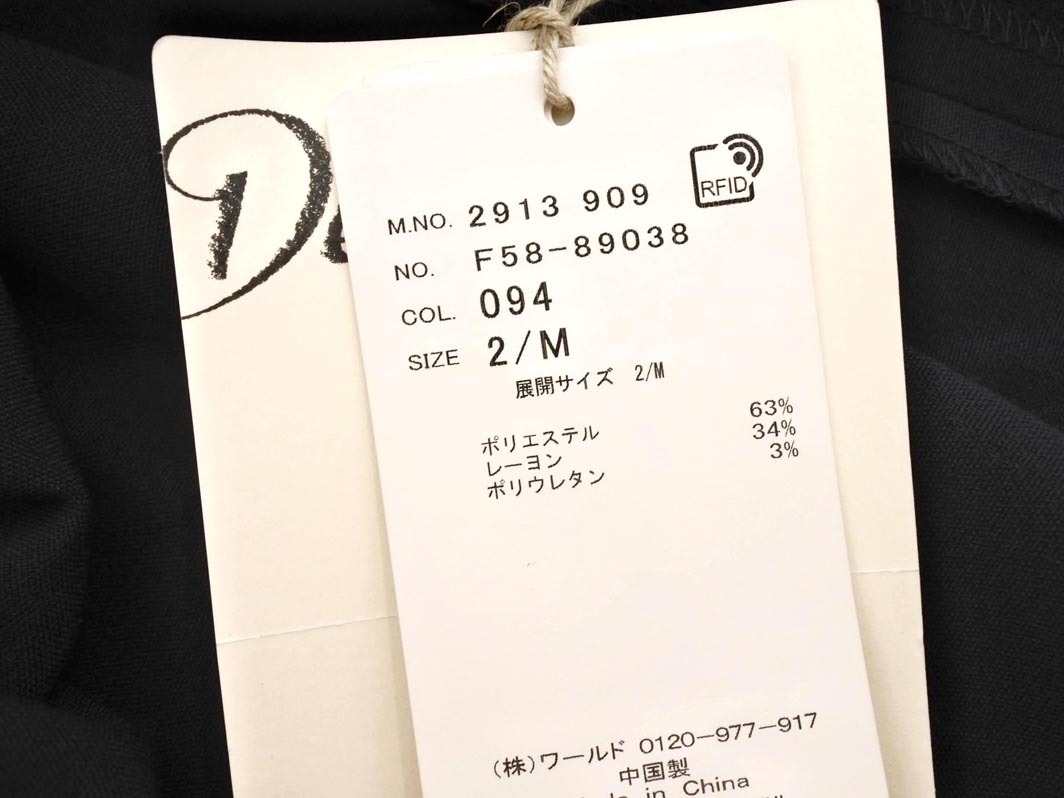 RFID
M.NO. 2913 909
NO. F58-89038
COL. 094
SIZE 2/M
展開サイズ 2/M
ポリエステル 63%
レーヨン 34%
ポリウレタン 3%
(株)ワールド 0120-977-917
中国製
in China